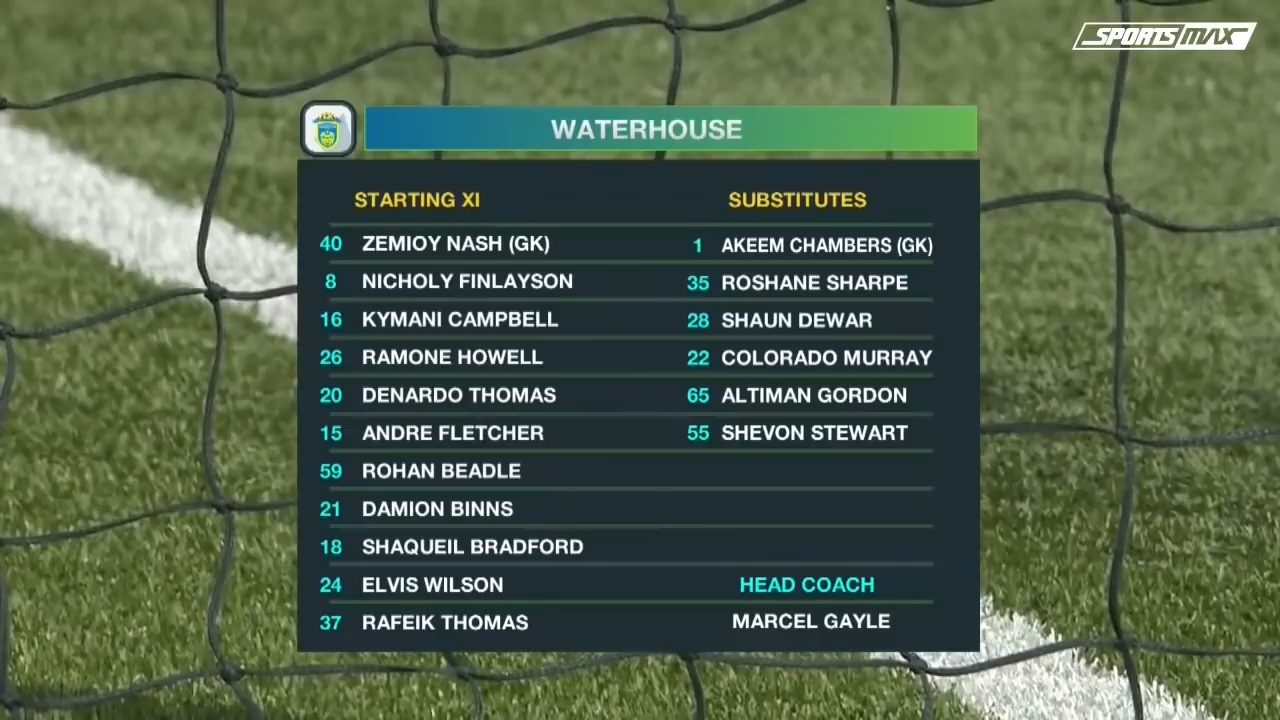 SPORTSMAX
WATERHOUSE
STARTING XI
40 ZEMIOY NASH (GK)
8 NICHOLY FINLAYSON
16 KYMANI CAMPBELL
26 RAMONE HOWELL
20 DENARDO THOMAS
15 ANDRE FLETCHER
59 ROHAN BEADLE
21 DAMION BINNS
18 SHAQUEIL BRADFORD
24 ELVIS WILSON
37 RAFEIK THOMAS
SUBSTITUTES
1 AKEEM CHAMBERS (GK)
35 ROSHANE SHARPE
28 SHAUN DEWAR
22 COLORADO MURRAY
65 ALTIMAN GORDON
55 SHEVON STEWART
HEAD COACH
MARCEL GAYLE